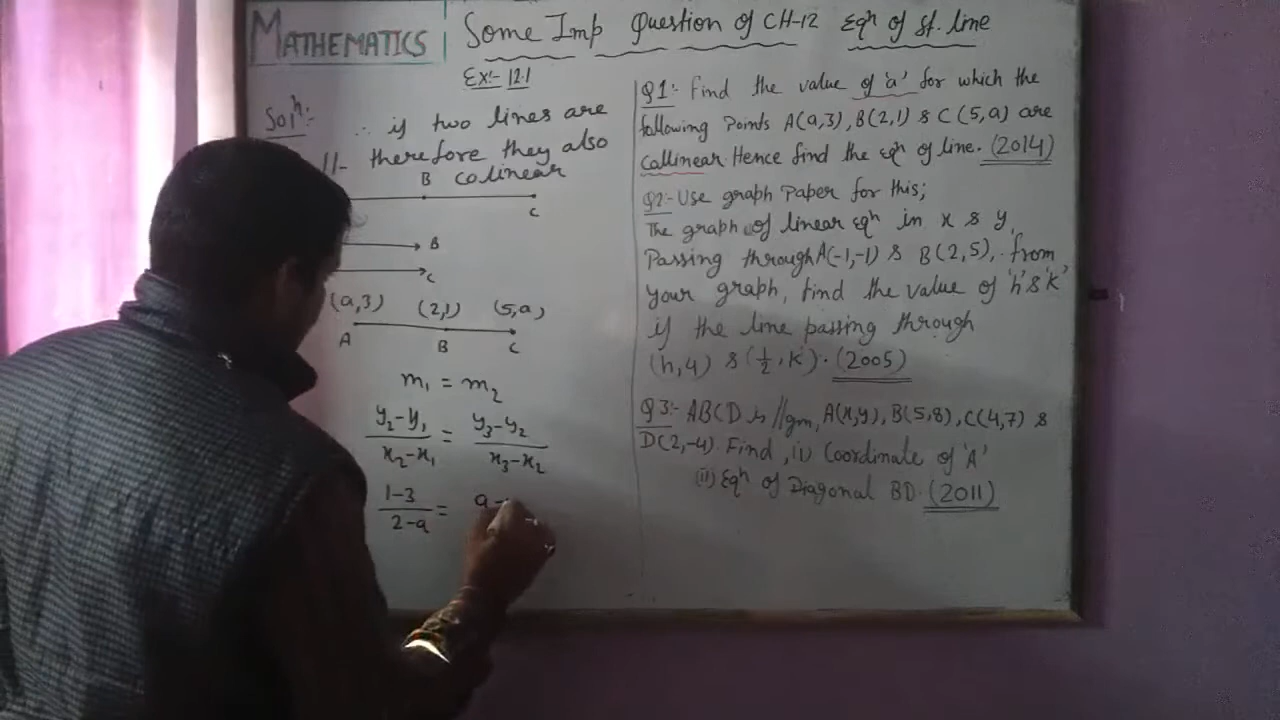 MATHEMATICS
Some Imp Question of CH-12 Eqⁿ of St. line
Ex:- 12.1
Solⁿ:-
∴ if two lines are
11- therefore they also
colinear
B
C
B
C
(a,3) (2,1) (5,a)
A B C
m₁ = m₂
y₂-y₁/x₂-x₁ = y₃-y₂/x₃-x₂
1-3/2-a = a-
Q1:- Find the value of 'a' for which the
following Points A(a,3), B(2,1) & C(5,a) are
callinear. Hence find the eqⁿ of line. (2014)
Q2:- Use graph Paper for this;
The graph of linear eqⁿ in x & y,
Passing through A(-1,-1) & B(2,5), from
your graph, find the value of 'h' & 'k'
if the line passing through
(h,4) & (½,k). (2005)
Q3:- ABCD is //gm, A(x,y), B(5,8), C(4,7) &
D(2,-4). Find, (i) Coordinate of 'A'
(ii) Eqⁿ of Diagonal BD. (2011)